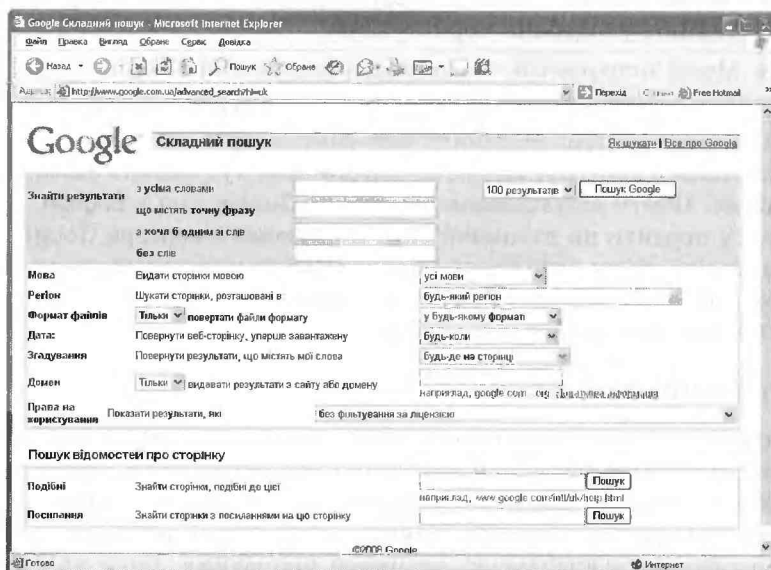 Google Складний пошук - Microsoft Internet Explorer
Файл Правка Вигляд Обране Сервіс Довідка
Назад Пошук Обране
http://www.google.com.ua/advanced_search?hl=uk Перехід Free Hotmail
Google Складний пошук Як шукати | Все про Google
Знайти результати з усіма словами 100 результатів Пошук Google
що містять точну фразу
а хоча б одним зі слів
без слів
Мова Видати сторінки мовою усі мови
Регіон Шукати сторінки, розташовані в: будь-який регіон
Формат файлів Тільки повертати файли формату у будь-якому форматі
Дата: Повернути веб-сторінку, уперше завантажену будь-коли
Згадування Повернути результати, що містять мої слова будь-де на сторінці
Домен Тільки видавати результати з сайту або домену
наприклад, google.com .org
Права на користування Показати результати, які без фільтування за ліцензією
Пошук відомостей про сторінку
Подібні Знайти сторінки, подібні до цієї Пошук
наприклад, www.google.com/intl/uk/help.html
Посилання Знайти сторінки з посиланнями на цю сторінку Пошук
©2008 Google
Готово Интернет